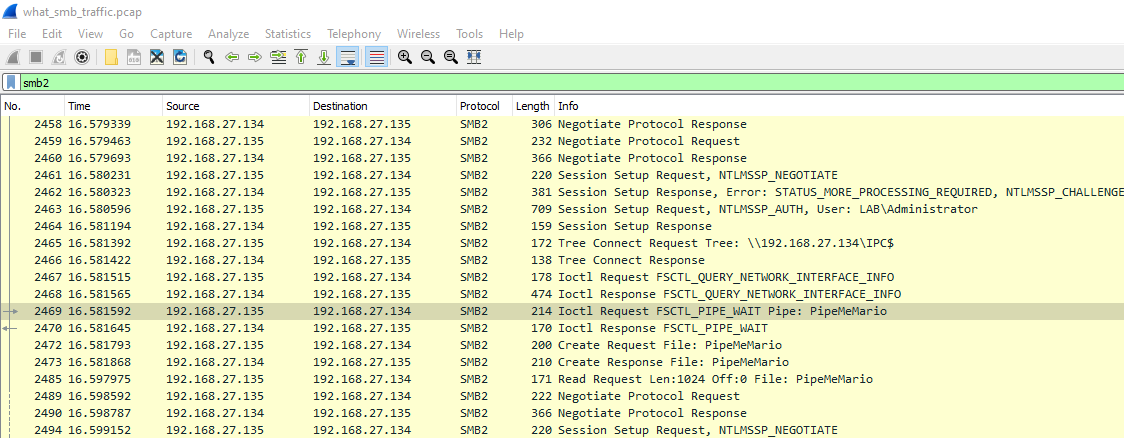 what_smb_traffic.pcap
File Edit View Go Capture Analyze Statistics Telephony Wireless Tools Help
smb2
No. Time Source Destination Protocol Length Info
2458 16.579339 192.168.27.134 192.168.27.135 SMB2 306 Negotiate Protocol Response
2459 16.579463 192.168.27.135 192.168.27.134 SMB2 232 Negotiate Protocol Request
2460 16.579693 192.168.27.134 192.168.27.135 SMB2 366 Negotiate Protocol Response
2461 16.580231 192.168.27.135 192.168.27.134 SMB2 220 Session Setup Request, NTLMSSP_NEGOTIATE
2462 16.580323 192.168.27.134 192.168.27.135 SMB2 381 Session Setup Response, Error: STATUS_MORE_PROCESSING_REQUIRED, NTLMSSP_CHALLENGE
2463 16.580596 192.168.27.135 192.168.27.134 SMB2 709 Session Setup Request, NTLMSSP_AUTH, User: LAB\Administrator
2464 16.581194 192.168.27.134 192.168.27.135 SMB2 159 Session Setup Response
2465 16.581392 192.168.27.135 192.168.27.134 SMB2 172 Tree Connect Request Tree: \\192.168.27.134\IPC$
2466 16.581422 192.168.27.134 192.168.27.135 SMB2 138 Tree Connect Response
2467 16.581515 192.168.27.135 192.168.27.134 SMB2 178 Ioctl Request FSCTL_QUERY_NETWORK_INTERFACE_INFO
2468 16.581565 192.168.27.134 192.168.27.135 SMB2 474 Ioctl Response FSCTL_QUERY_NETWORK_INTERFACE_INFO
2469 16.581592 192.168.27.135 192.168.27.134 SMB2 214 Ioctl Request FSCTL_PIPE_WAIT Pipe: PipeMeMario
2470 16.581645 192.168.27.134 192.168.27.135 SMB2 170 Ioctl Response FSCTL_PIPE_WAIT
2472 16.581793 192.168.27.135 192.168.27.134 SMB2 200 Create Request File: PipeMeMario
2473 16.581868 192.168.27.134 192.168.27.135 SMB2 210 Create Response File: PipeMeMario
2485 16.597975 192.168.27.135 192.168.27.134 SMB2 171 Read Request Len:1024 Off:0 File: PipeMeMario
2489 16.598592 192.168.27.134 192.168.27.135 SMB2 222 Negotiate Protocol Request
2490 16.598787 192.168.27.135 192.168.27.134 SMB2 366 Negotiate Protocol Response
2494 16.599152 192.168.27.134 192.168.27.135 SMB2 220 Session Setup Request, NTLMSSP_NEGOTIATE